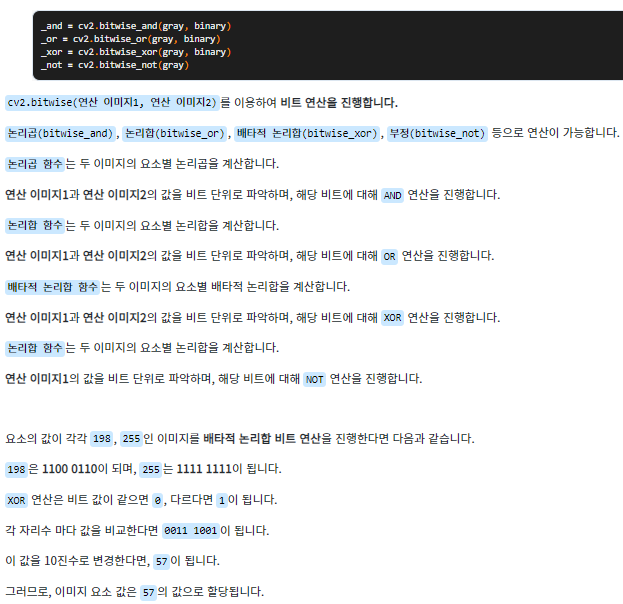 _and = cv2.bitwise_and(gray, binary)
_or = cv2.bitwise_or(gray, binary)
_xor = cv2.bitwise_xor(gray, binary)
_not = cv2.bitwise_not(gray)
cv2.bitwise(연산 이미지1, 연산 이미지2)를 이용하여 비트 연산을 진행합니다.
논리곱(bitwise_and), 논리합(bitwise_or), 배타적 논리합(bitwise_xor), 부정(bitwise_not) 등으로 연산이 가능합니다.
논리곱 함수는 두 이미지의 요소별 논리곱을 계산합니다.
연산 이미지1과 연산 이미지2의 값을 비트 단위로 파악하며, 해당 비트에 대해 AND 연산을 진행합니다.
논리합 함수는 두 이미지의 요소별 논리합을 계산합니다.
연산 이미지1과 연산 이미지2의 값을 비트 단위로 파악하며, 해당 비트에 대해 OR 연산을 진행합니다.
배타적 논리합 함수는 두 이미지의 요소별 배타적 논리합을 계산합니다.
연산 이미지1과 연산 이미지2의 값을 비트 단위로 파악하며, 해당 비트에 대해 XOR 연산을 진행합니다.
논리합 함수는 두 이미지의 요소별 논리합을 계산합니다.
연산 이미지1의 값을 비트 단위로 파악하며, 해당 비트에 대해 NOT 연산을 진행합니다.
요소의 값이 각각 198, 255인 이미지를 배타적 논리합 비트 연산을 진행한다면 다음과 같습니다.
198은 1100 0110이 되며, 255는 1111 1111이 됩니다.
XOR 연산은 비트 값이 같으면 0, 다르다면 1이 됩니다.
각 자리수 마다 값을 비교한다면 0011 1001이 됩니다.
이 값을 10진수로 변경한다면, 57이 됩니다.
그러므로, 이미지 요소 값은 57의 값으로 할당됩니다.